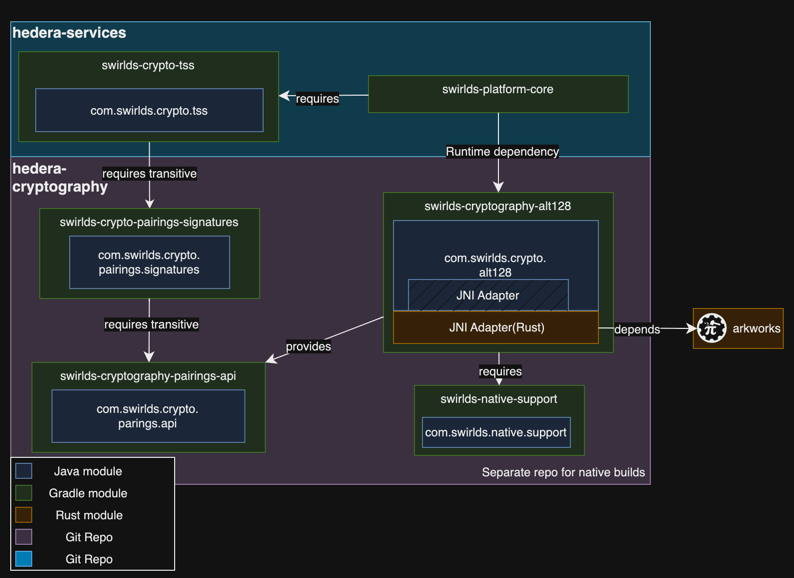 hedera-services
swirlds-crypto-tss
com.swirlds.crypto.tss
requires
swirlds-platform-core
requires transitive
Runtime dependency
hedera-
cryptography
swirlds-crypto-pairings-signatures
com.swirlds.crypto.
pairings.signatures
swirlds-cryptography-alt128
com.swirlds.crypto.
alt128
JNI Adapter
JNI Adapter(Rust)
depends
arkworks
requires transitive
provides
requires
swirlds-cryptography-pairings-api
com.swirlds.crypto.
parings.api
swirlds-native-support
com.swirlds.native.support
Separate repo for native builds
Java module
Gradle module
Rust module
Git Repo
Git Repo